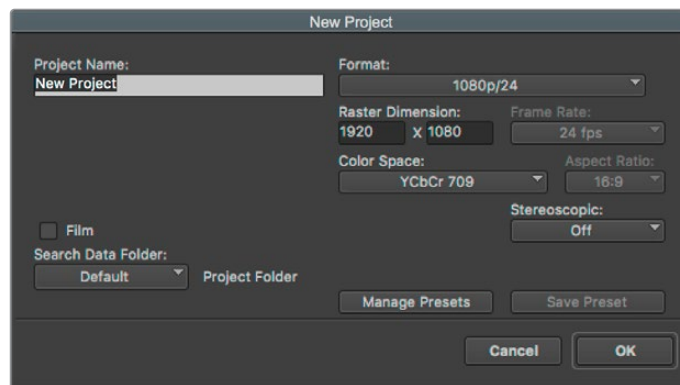 New Project
Project Name:
New Project
Format:
1080p/24
Raster Dimension:
1920 x 1080
Frame Rate:
24 fps
Color Space:
YCbCr 709
Aspect Ratio:
16:9
Stereoscopic:
Off
Film
Search Data Folder:
Default
Project Folder
Manage Presets
Save Preset
Cancel
OK